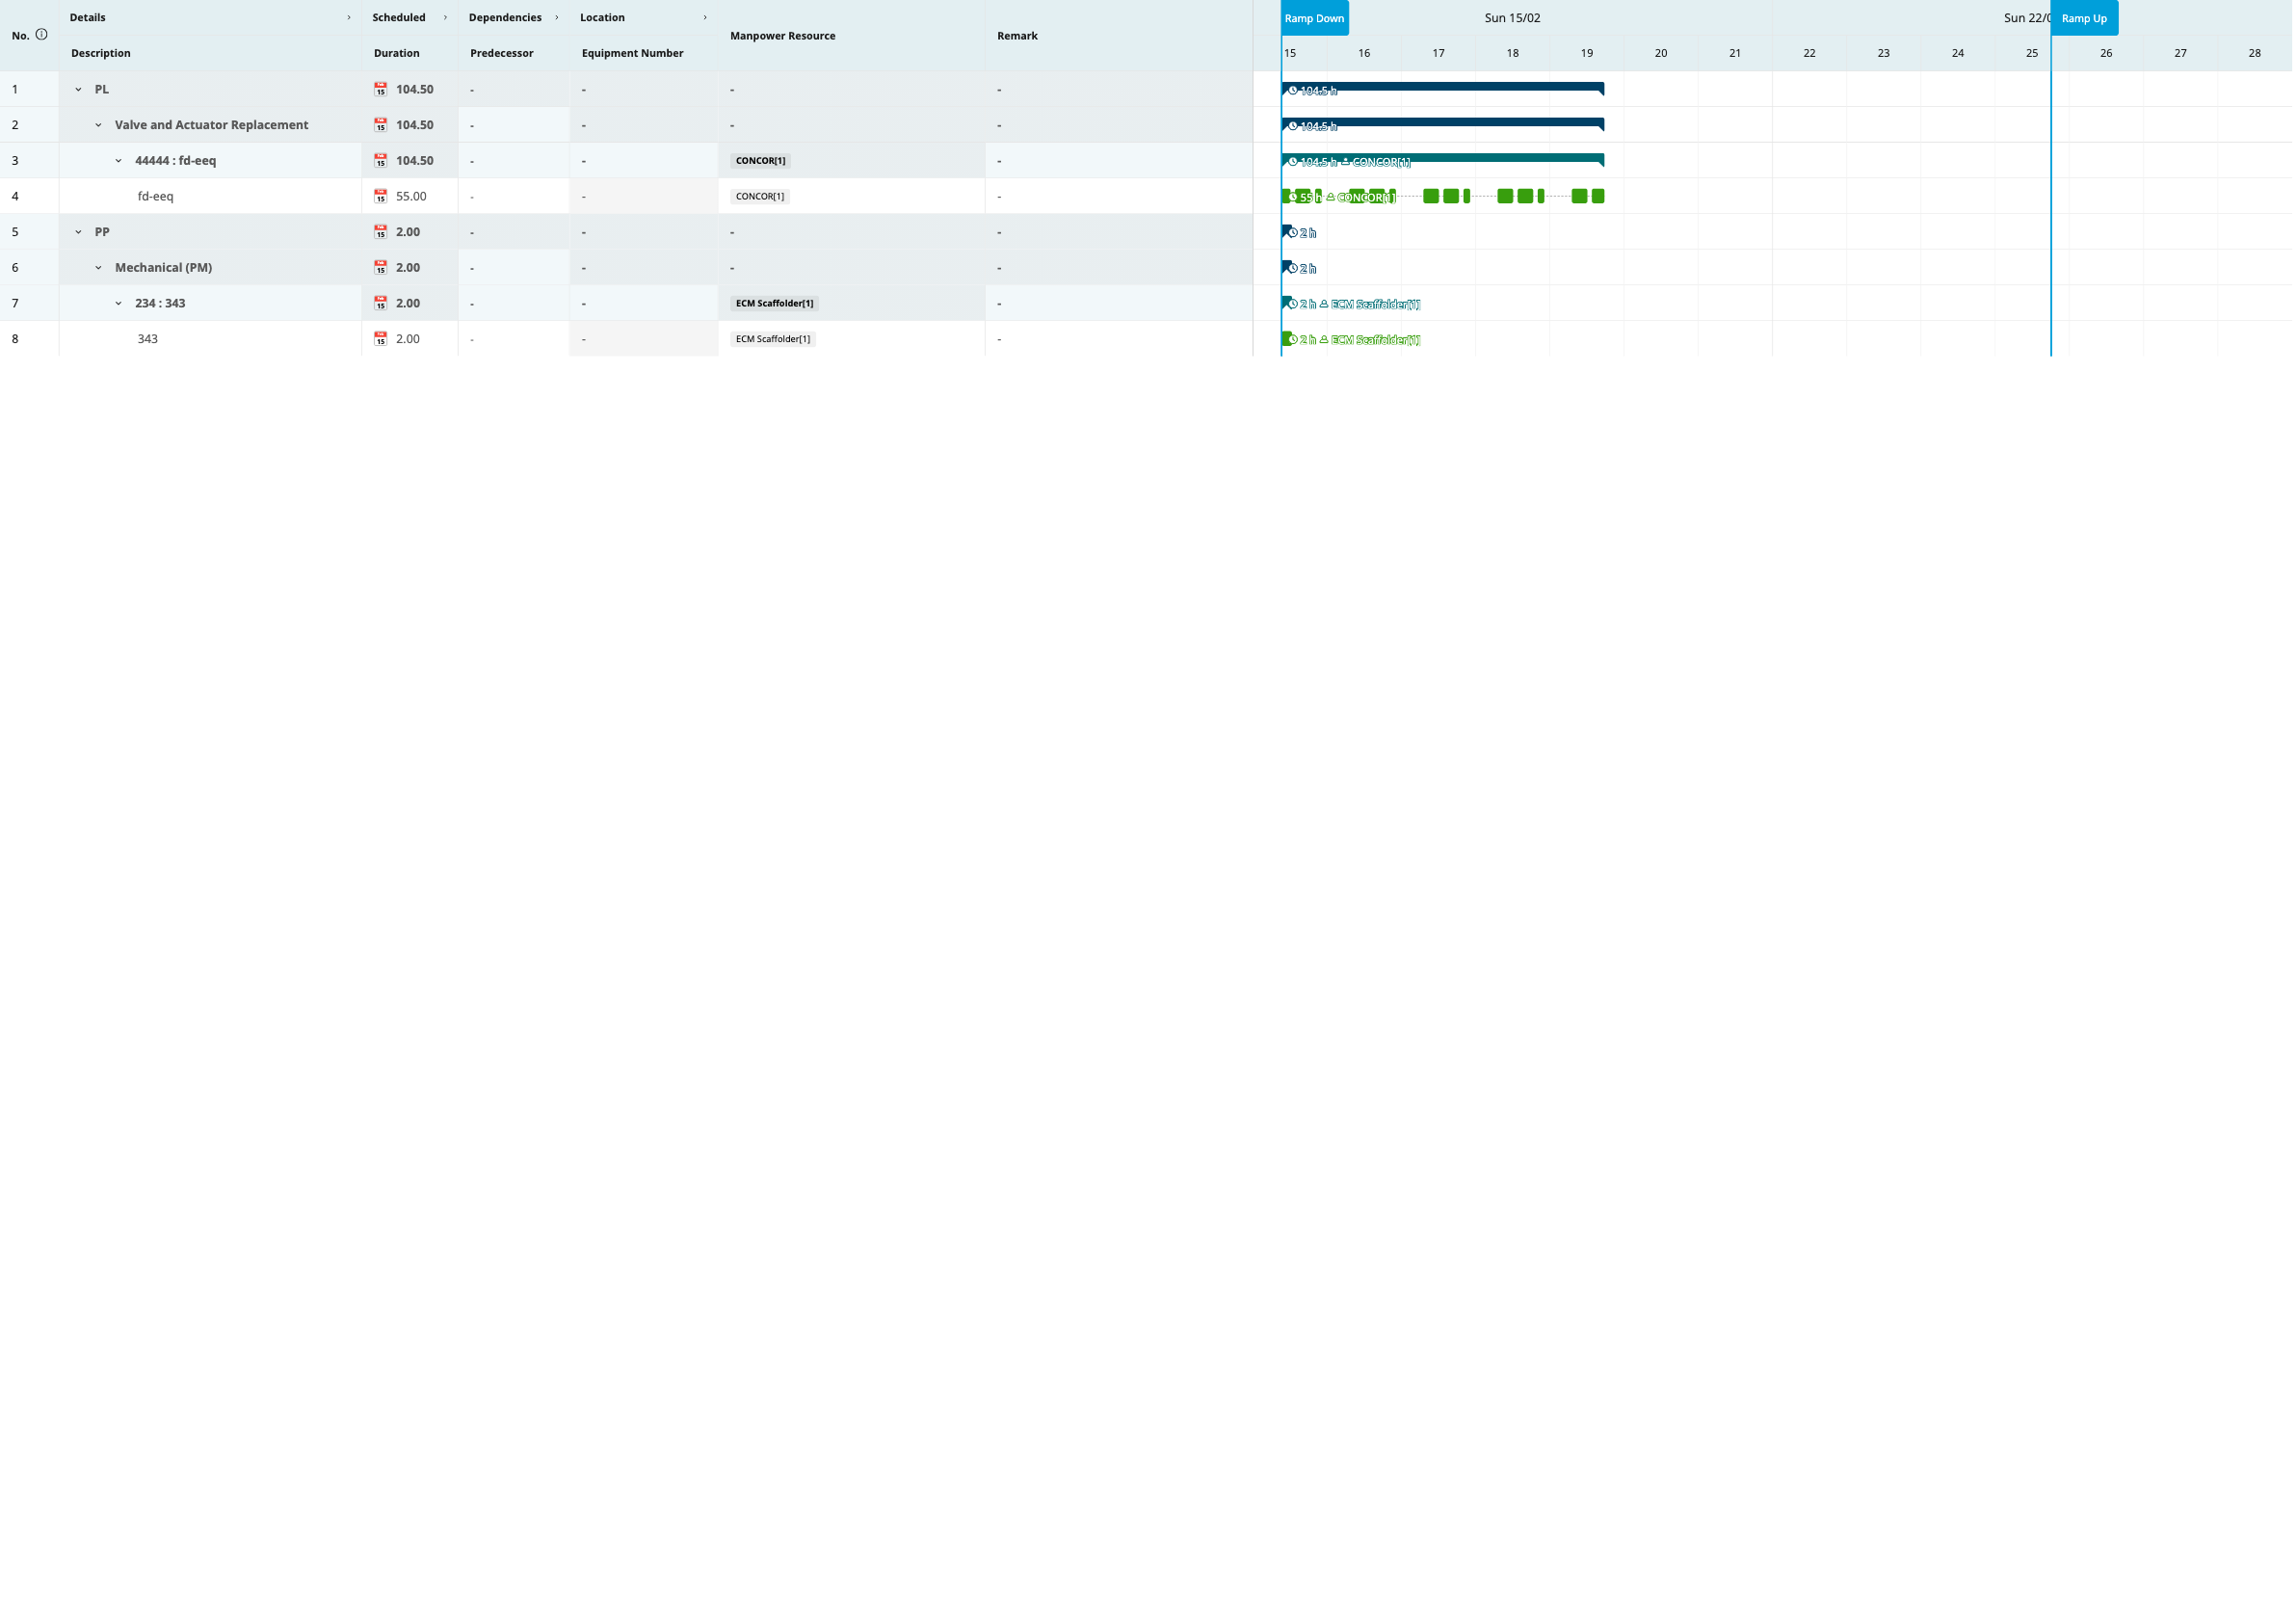 Details Scheduled Dependencies Location Ramp Down Sun 15/02 Sun 22/0 Ramp Up
No. Manpower Resource Remark
Description Duration Predecessor Equipment Number 15 16 17 18 19 20 21 22 23 24 25 26 27 28
1 PL 104.50 - - - - 104.5 h
2 Valve and Actuator Replacement 104.50 - - - - 104.5 h
3 44444 : fd-eeq 104.50 - - CONCOR[1] - 104.5 h CONCOR[1]
4 fd-eeq 55.00 - - CONCOR[1] - 55 h CONCOR[1]
5 PP 2.00 - - - - 2 h
6 Mechanical (PM) 2.00 - - - - 2 h
7 234 : 343 2.00 - - ECM Scaffolder[1] - 2 h ECM Scaffolder[1]
8 343 2.00 - - ECM Scaffolder[1] - 2 h ECM Scaffolder[1]